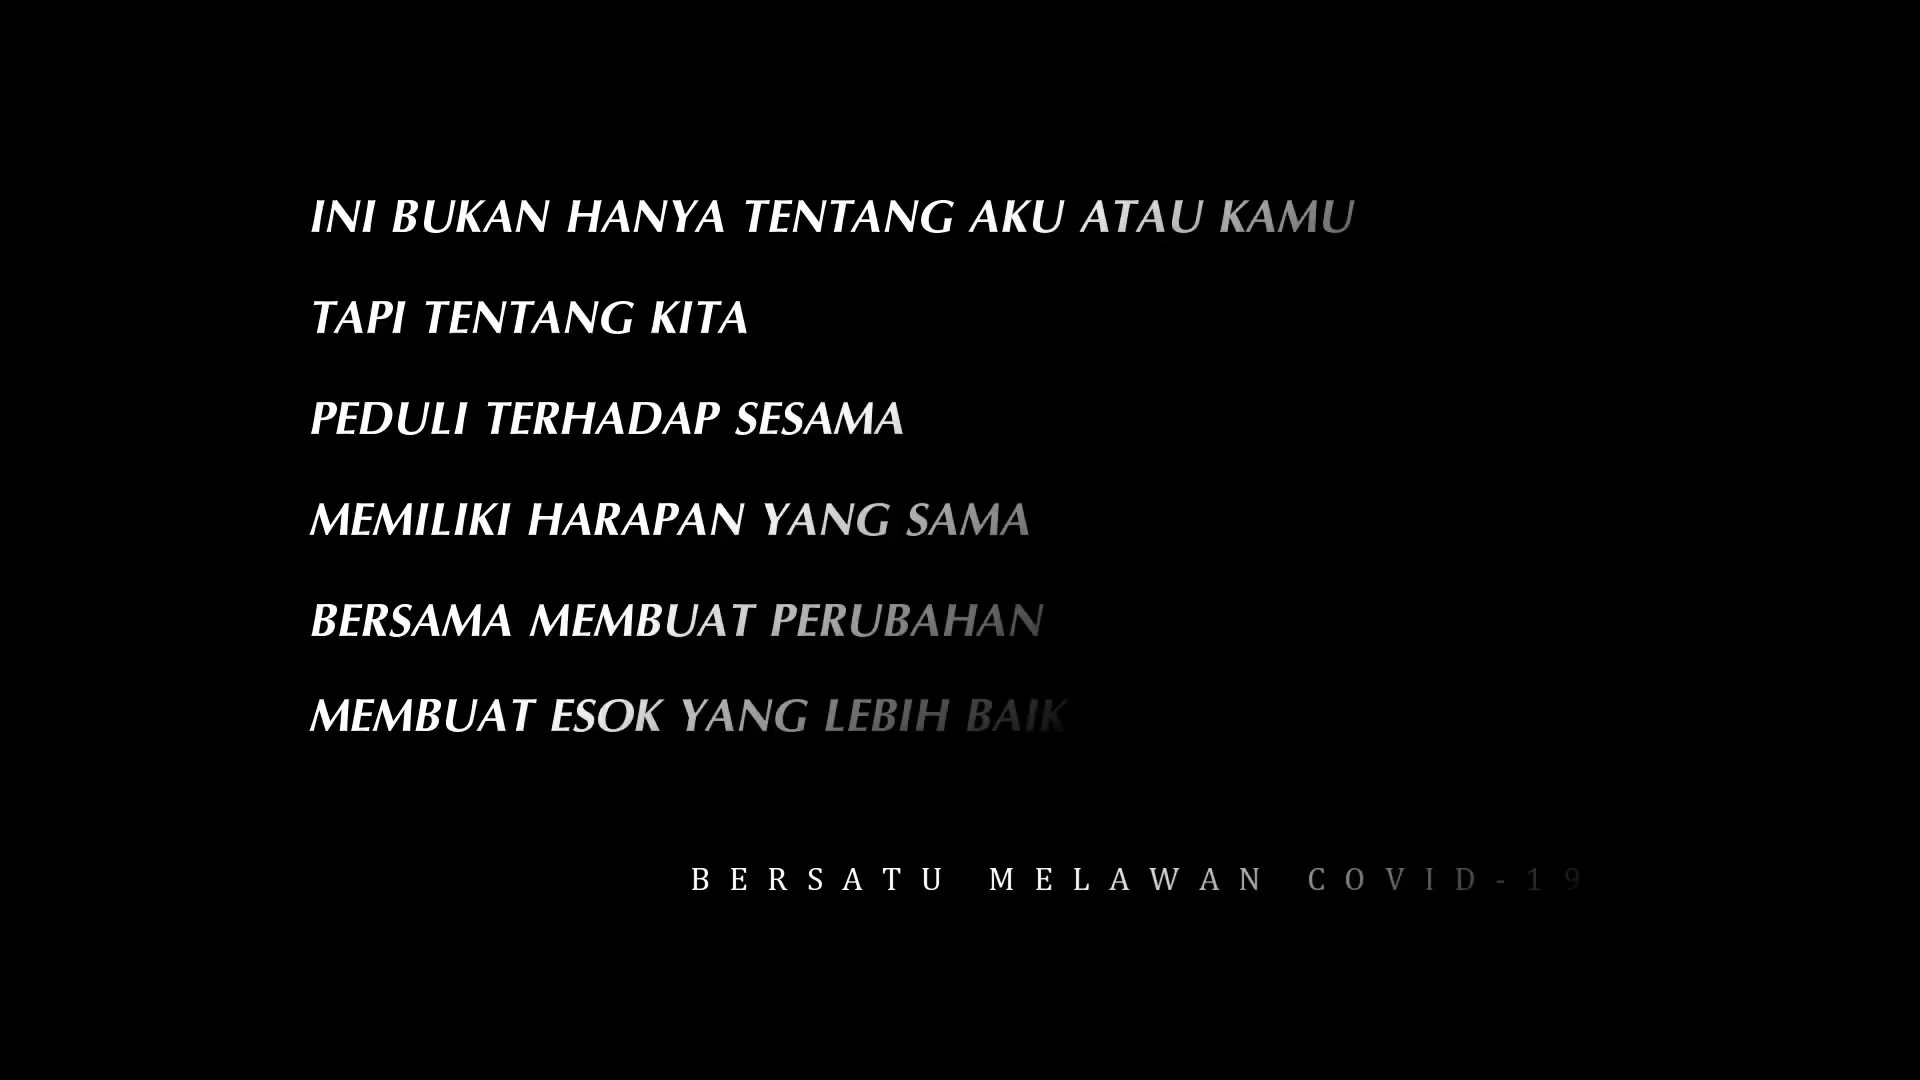 INI BUKAN HANYA TENTANG AKU ATAU KAMU
TAPI TENTANG KITA
PEDULI TERHADAP SESAMA
MEMILIKI HARAPAN YANG SAMA
BERSAMA MEMBUAT PERUBAHAN
MEMBUAT ESOK YANG LEBIH BAIK
BERSATU MELAWAN COVID-19